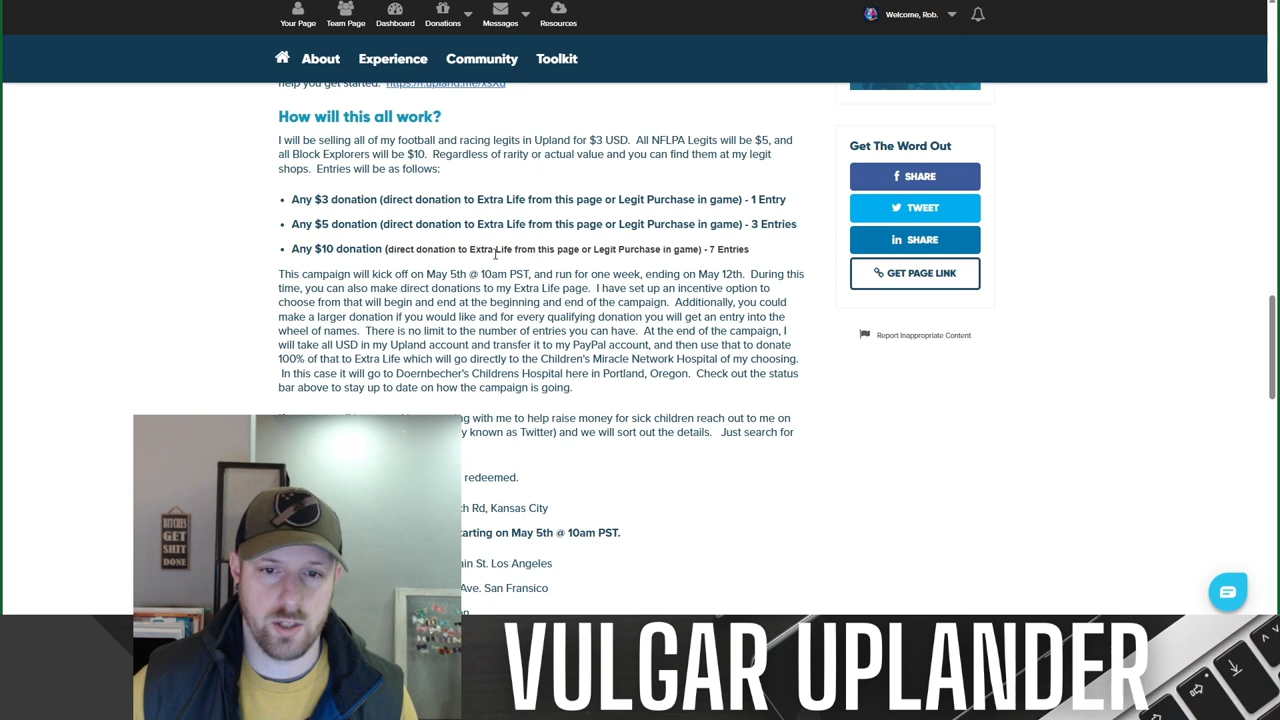 Your Page
Team Page
Dashboard
Donations
Messages
Resources
Welcome, Rob.
About
Experience
Community
Toolkit
help you get started.
How will this all work?
I will be selling all of my football and racing legits in Upland for $3 USD. All NFLPA Legits will be $5, and
all Block Explorers will be $10. Regardless of rarity or actual value and you can find them at my legit
shops. Entries will be as follows:
• Any $3 donation (direct donation to Extra Life from this page or Legit Purchase in game) - 1 Entry
• Any $5 donation (direct donation to Extra Life from this page or Legit Purchase in game) - 3 Entries
• Any $10 donation (direct donation to Extra Life from this page or Legit Purchase in game) - 7 Entries
This campaign will kick off on May 5th @ 10am PST, and run for one week, ending on May 12th. During this
time, you can also make direct donations to my Extra Life page. I have set up an incentive option to
choose from that will begin and end at the beginning and end of the campaign. Additionally, you could
make a larger donation if you would like and for every qualifying donation you will get an entry into the
wheel of names. There is no limit to the number of entries you can have. At the end of the campaign, I
will take all USD in my Upland account and transfer it to my PayPal account, and then use that to donate
100% of that to Extra Life which will go directly to the Children's Miracle Network Hospital of my choosing.
In this case it will go to Doernbecher's Childrens Hospital here in Portland, Oregon. Check out the status
bar above to stay up to date on how the campaign is going.
with me to help raise money for sick children reach out to me on
known as Twitter) and we will sort out the details. Just search for
redeemed.
Rd, Kansas City
on May 5th @ 10am PST.
St. Los Angeles
Ave. San Fransico
Get The Word Out
SHARE
TWEET
SHARE
GET PAGE LINK
Report Inappropriate Content
BITCHES
GET
SHIT
DONE
VULGAR UPLANDER